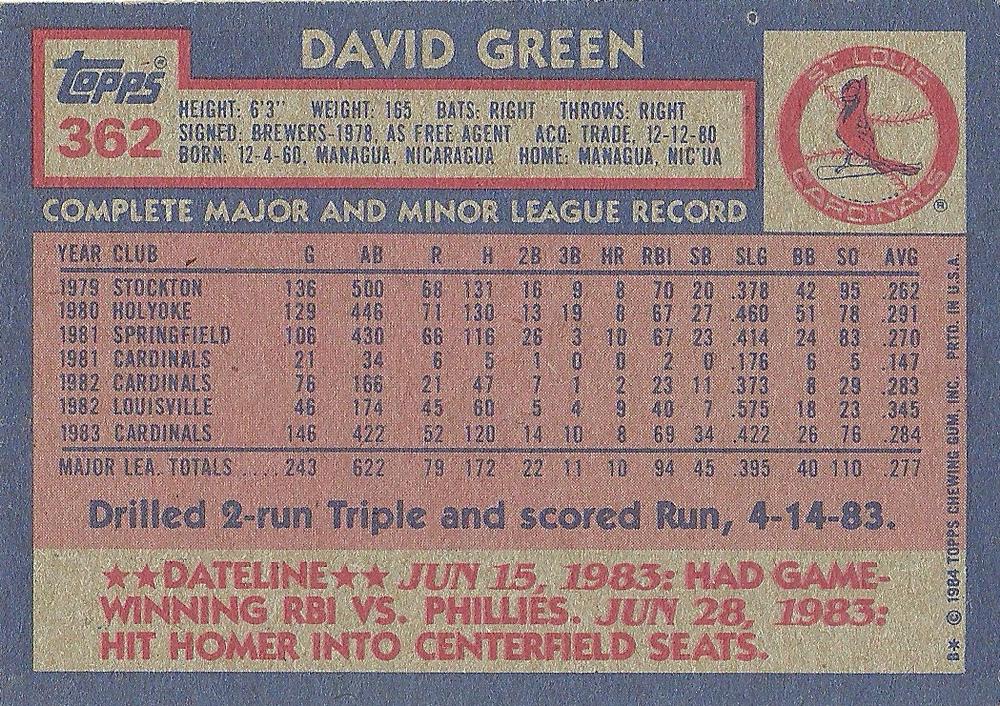 DAVID GREEN
Topps®
362
HEIGHT: 6'3" WEIGHT: 165 BATS: RIGHT THROWS: RIGHT
SIGNED: BREWERS-1978, AS FREE AGENT ACQ: TRADE, 12-12-80
BORN: 12-4-60, MANAGUA, NICARAGUA HOME: MANAGUA, NIC'UA
ST. LOUIS
CARDINALS ®
COMPLETE MAJOR AND MINOR LEAGUE RECORD
YEAR CLUB G AB R H 2B 3B HR RBI SB SLG BB SO AVG
1979 STOCKTON 136 500 68 131 16 9 8 70 20 .378 42 95 .262
1980 HOLYOKE 129 446 71 130 13 19 8 67 27 .460 51 78 .291
1981 SPRINGFIELD 106 430 66 116 26 3 10 67 23 .414 24 83 .270
1981 CARDINALS 21 34 6 5 1 0 0 2 0 .176 6 5 .147
1982 CARDINALS 76 166 21 47 7 1 2 23 11 .373 8 29 .283
1982 LOUISVILLE 46 174 45 60 5 4 9 40 7 .575 18 23 .345
1983 CARDINALS 146 422 52 120 14 10 8 69 34 .422 26 76 .284
MAJOR LEA. TOTALS ..... 243 622 79 172 22 11 10 94 45 .395 40 110 .277
Drilled 2-run Triple and scored Run, 4-14-83.
★★DATELINE★★ JUN 15, 1983: HAD GAME-
WINNING RBI VS. PHILLIES. JUN 28, 1983:
HIT HOMER INTO CENTERFIELD SEATS.
B* © 1984 TOPPS CHEWING GUM, INC. PRTD. IN U.S.A.